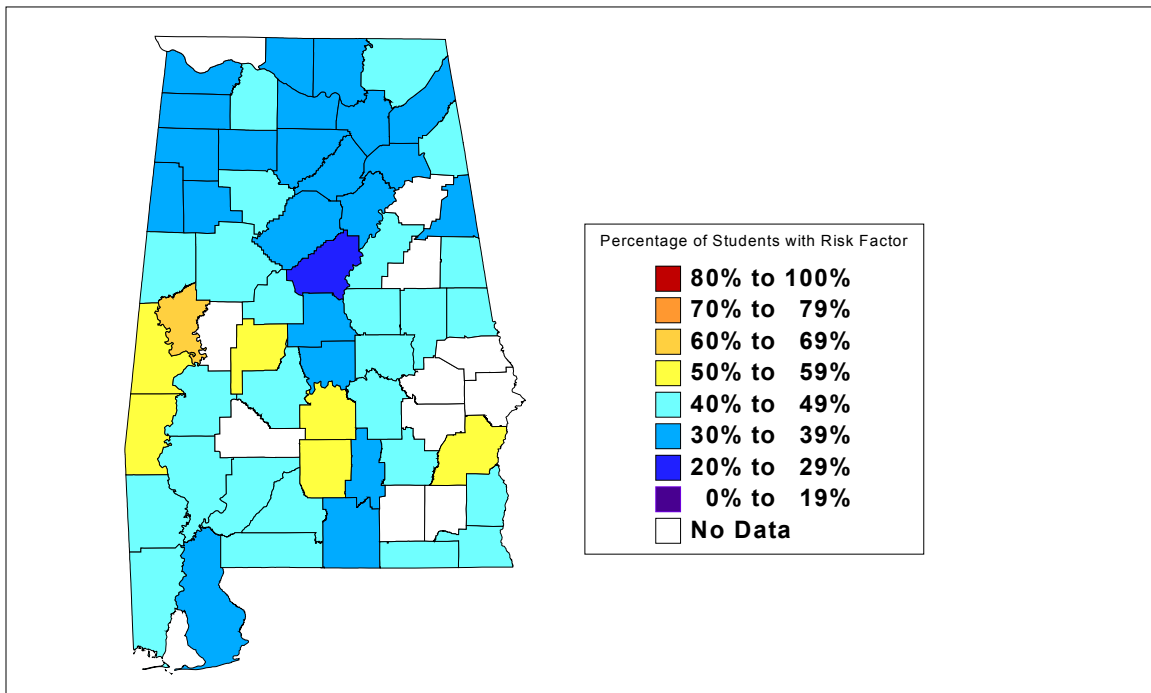 Percentage of Students with Risk Factor
80% to 100%
70% to 79%
60% to 69%
50% to 59%
40% to 49%
30% to 39%
20% to 29%
0% to 19%
No Data